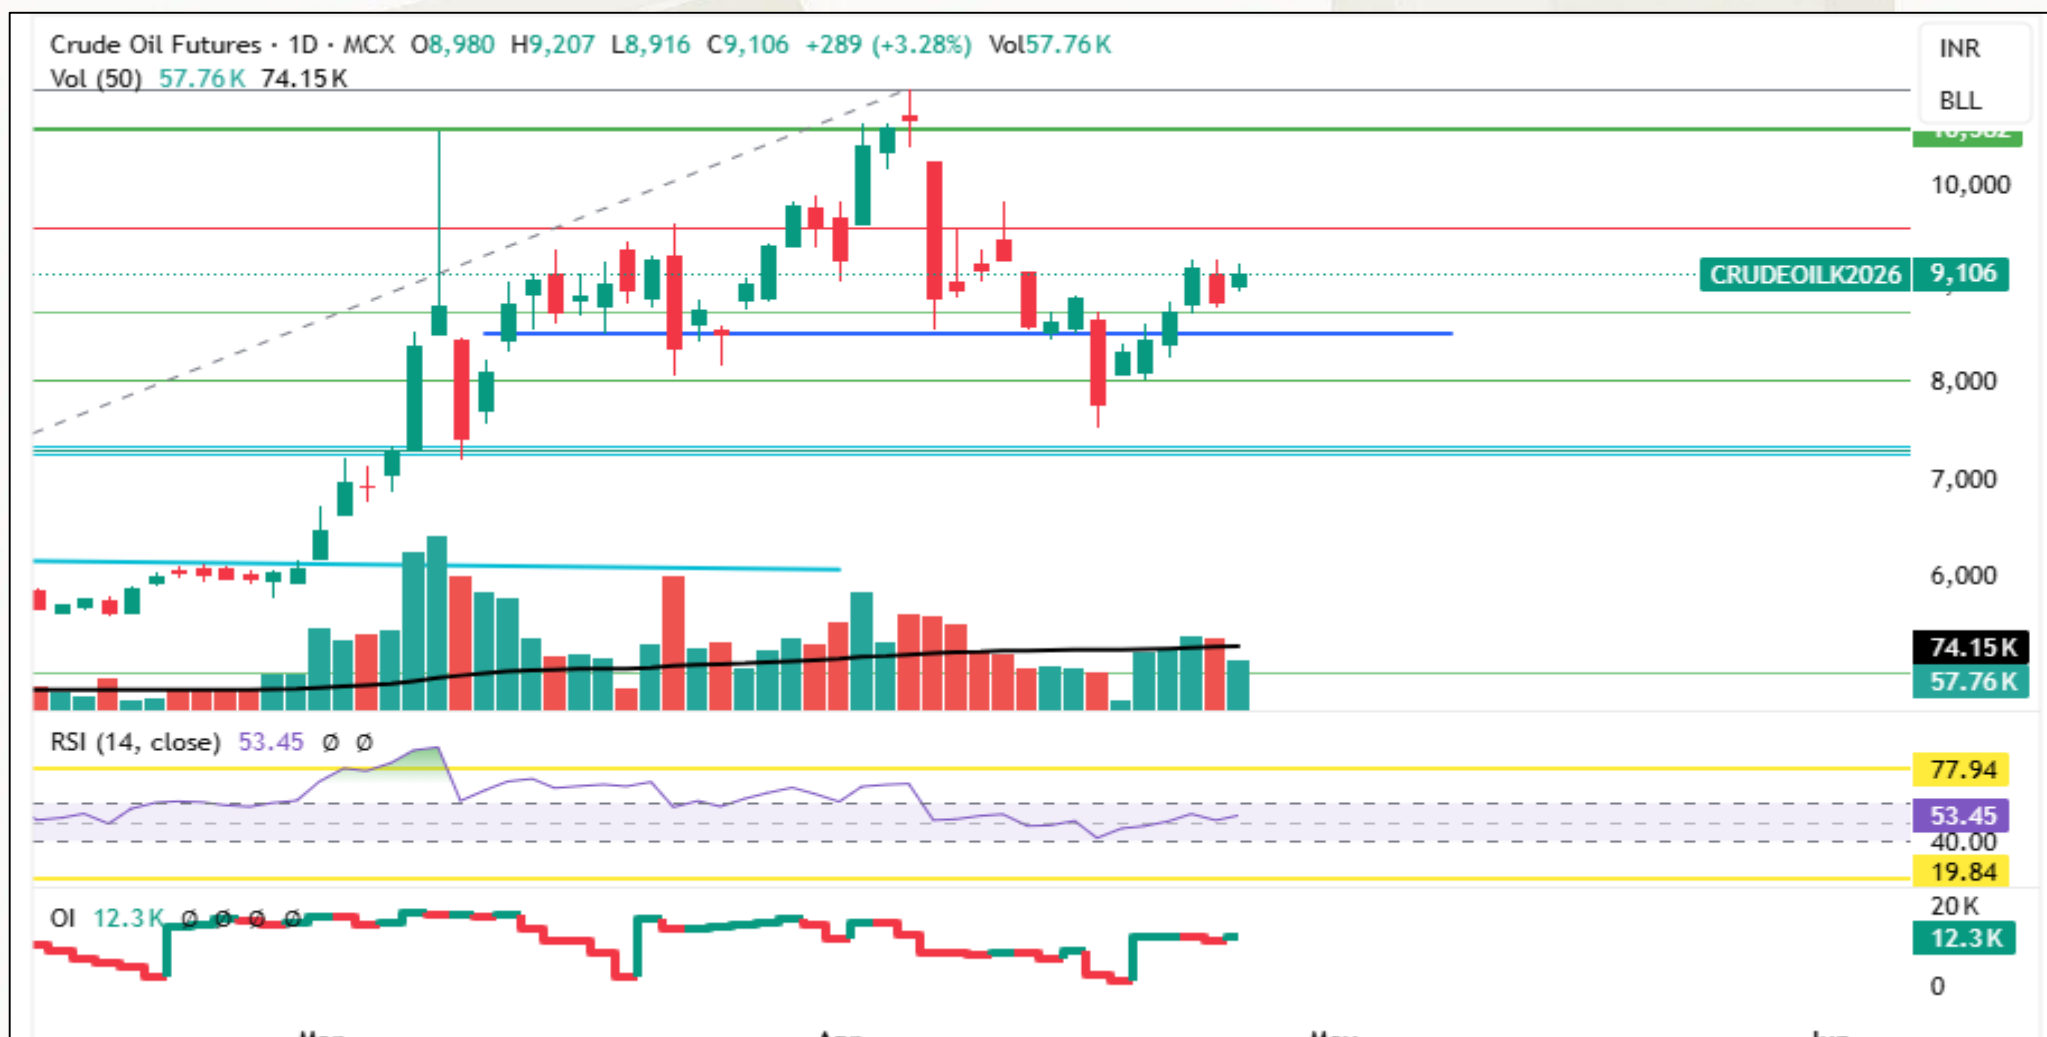 Crude Oil Futures · 1D · MCX O8,980 H9,207 L8,916 C9,106 +289 (+3.28%) Vol57.76K
Vol (50) 57.76K 74.15K
INR
BLL
10,000
CRUDEOILK2026 9,106
8,000
7,000
6,000
74.15K
57.76K
RSI (14, close) 53.45 Ø Ø
77.94
53.45
40.00
19.84
OI 12.3K Ø Ø Ø Ø
20K
12.3K
0